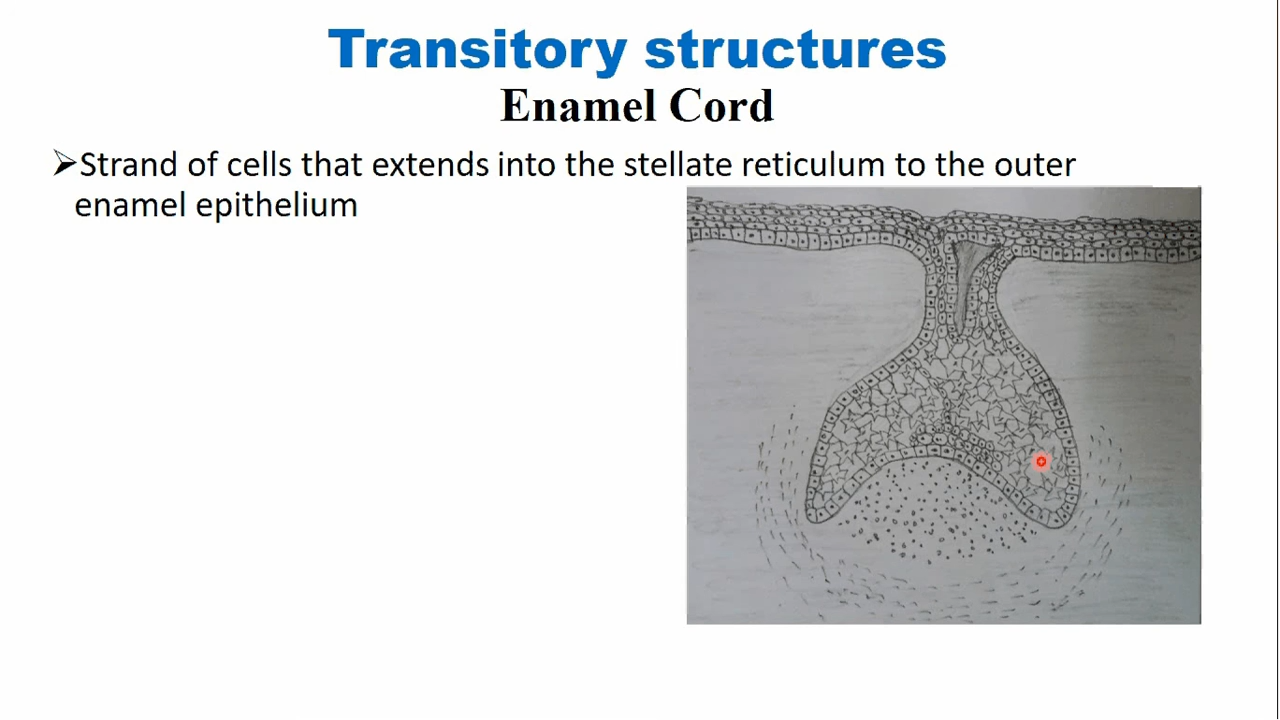 Transitory structures
Enamel Cord
➢Strand of cells that extends into the stellate reticulum to the outer
enamel epithelium